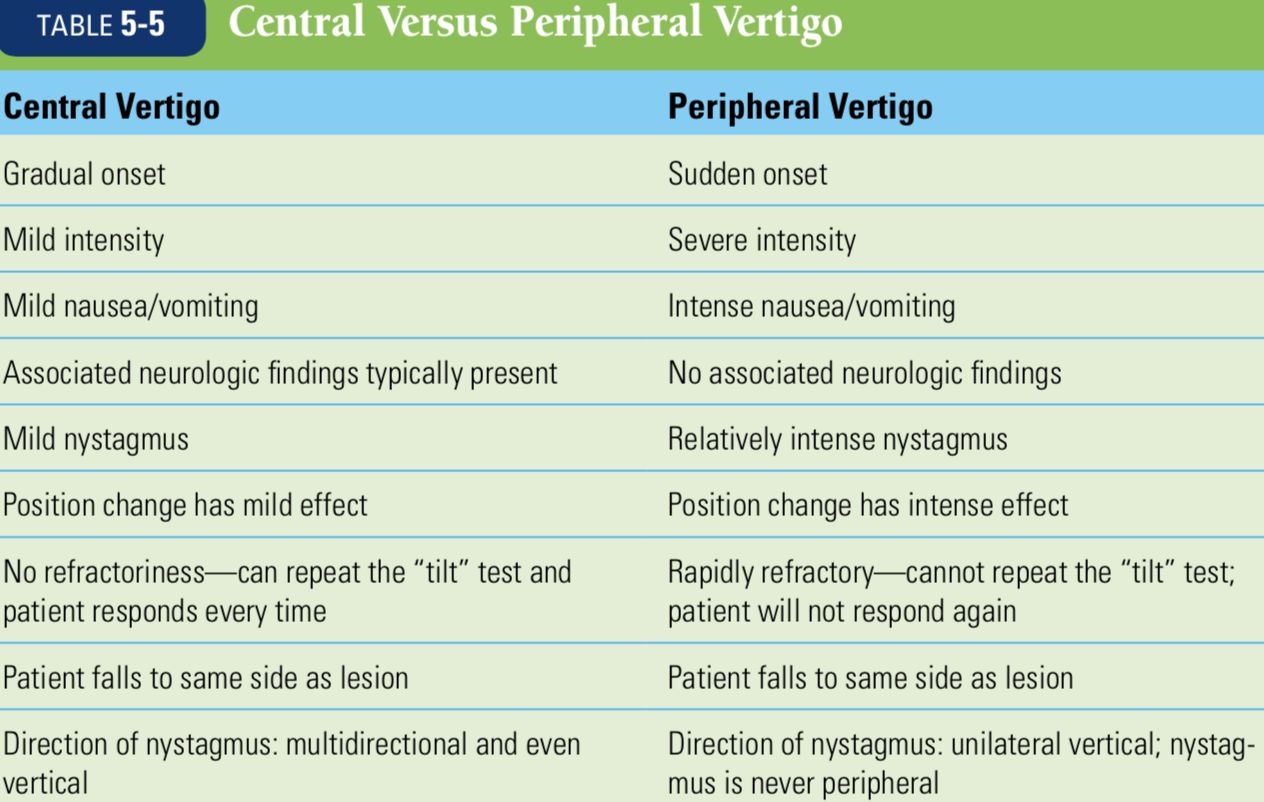 TABLE 5-5 Central Versus Peripheral Vertigo
Central Vertigo Peripheral Vertigo
Gradual onset Sudden onset
Mild intensity Severe intensity
Mild nausea/vomiting Intense nausea/vomiting
Associated neurologic findings typically present No associated neurologic findings
Mild nystagmus Relatively intense nystagmus
Position change has mild effect Position change has intense effect
No refractoriness—can repeat the “tilt” test and Rapidly refractory—cannot repeat the “tilt” test;
patient responds every time patient will not respond again
Patient falls to same side as lesion Patient falls to same side as lesion
Direction of nystagmus: multidirectional and even Direction of nystagmus: unilateral vertical; nystag-
vertical mus is never peripheral